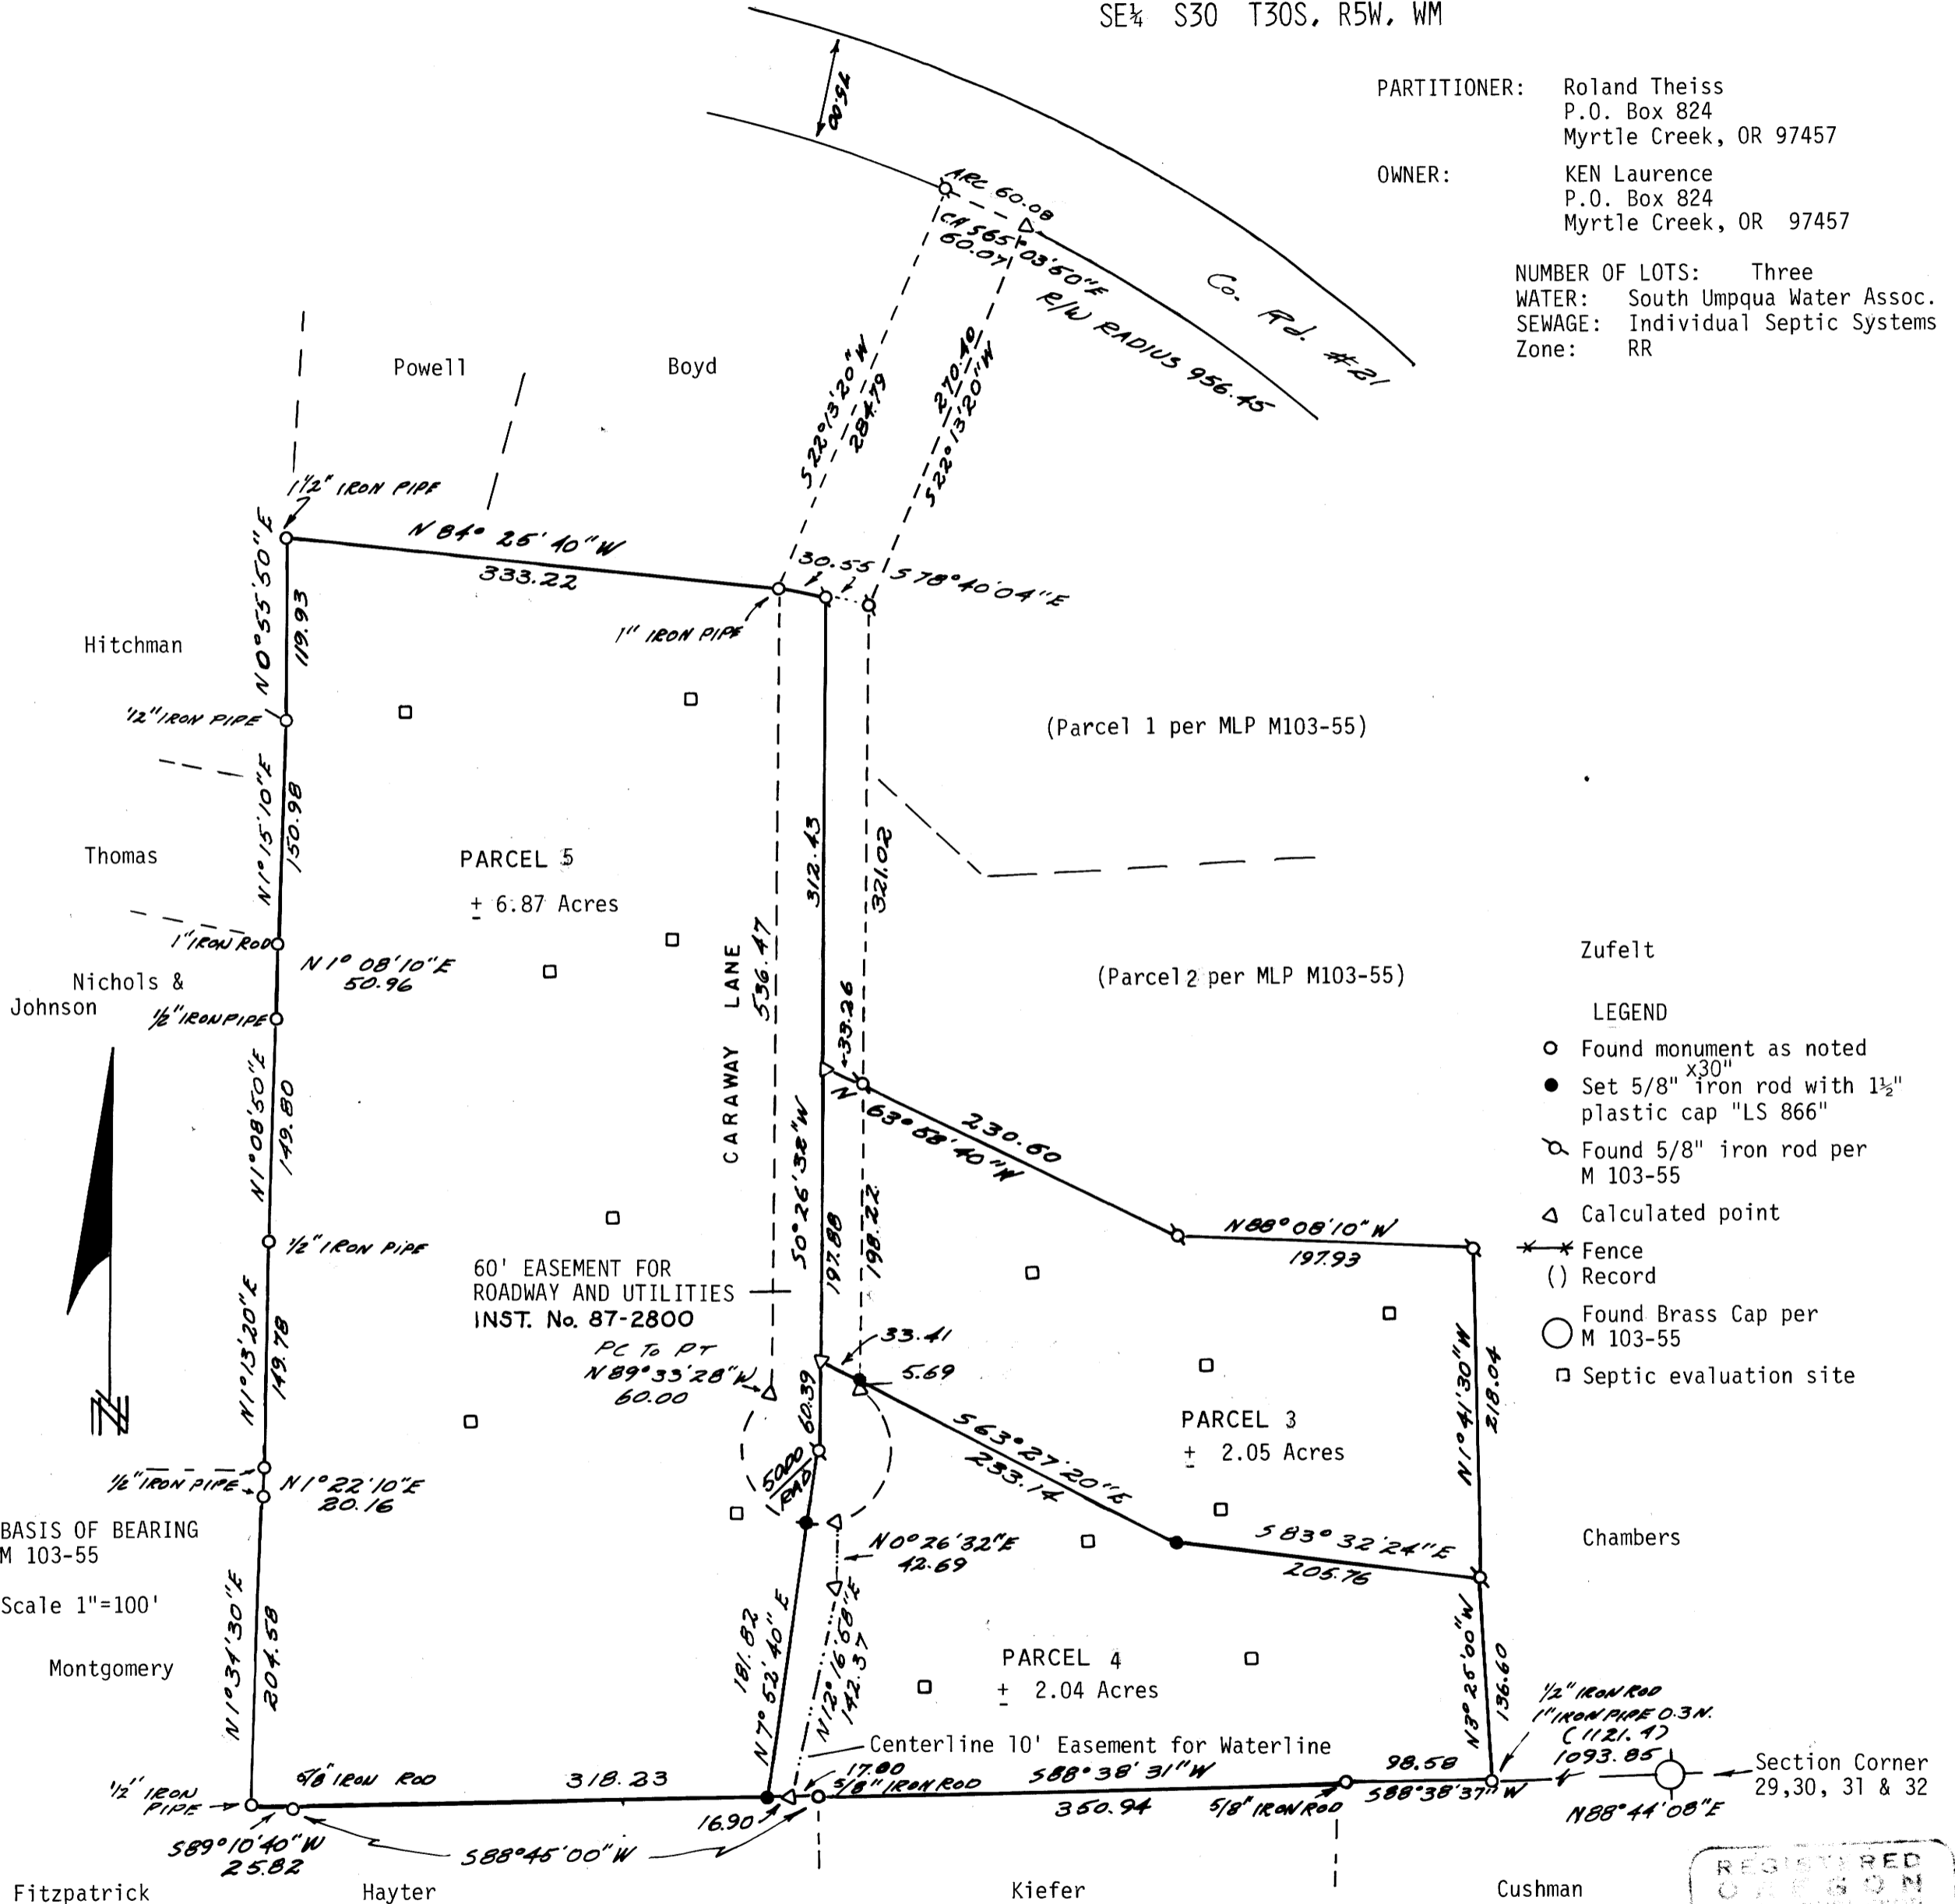 SE¼ S30 T30S, R5W, WM
PARTITIONER: Roland Theiss
P.O. Box 824
Myrtle Creek, OR 97457
OWNER: KEN Laurence
P.O. Box 824
Myrtle Creek, OR 97457
NUMBER OF LOTS: Three
WATER: South Umpqua Water Assoc.
SEWAGE: Individual Septic Systems
Zone: RR
75.00
ARC 60.08
CH S65°03'50"E
60.07
R/W RADIUS 956.45
Co. Rd. #21
S22°13'20"W
284.79
270.40
S22°13'20"W
Powell
Boyd
1½" IRON PIPE
N 84° 25' 40" W
333.22
30.55
S 78°40'04"E
1" IRON PIPE
N0°55'50"E
119.93
Hitchman
½" IRON PIPE
N1°15'10"E
150.98
Thomas
PARCEL 5
± 6.87 Acres
(Parcel 1 per MLP M103-55)
312.43
321.02
536.47
CARAWAY LANE
1" IRON ROD
N1°08'10"E
50.96
Nichols &
Johnson
½" IRON PIPE
(Parcel 2 per MLP M103-55)
Zufelt
LEGEND
Found monument as noted
x30"
Set 5/8" iron rod with 1½"
plastic cap "LS 866"
Found 5/8" iron rod per
M 103-55
Calculated point
Fence
() Record
Found Brass Cap per
M 103-55
Septic evaluation site
33.26
N 63°58'40"W
230.60
N1°08'50"E
149.80
S0°26'32"W
197.88
198.22
N88°08'10"W
197.93
½" IRON PIPE
60' EASEMENT FOR
ROADWAY AND UTILITIES
INST. No. 87-2800
PC To PT
N89°33'28"W
60.00
33.41
5.69
60.39
N1°13'20"E
149.78
N1°41'30"W
218.04
PARCEL 3
± 2.05 Acres
S63°27'20"E
233.14
50.00
RAD
½" IRON PIPE
N1°22'10"E
20.16
BASIS OF BEARING
M 103-55
Scale 1"=100'
N0°26'32"E
42.69
S83°32'24"E
205.76
Chambers
N1°34'30"E
204.58
Montgomery
181.82
N7°52'40"E
N12°16'58"E
142.37
PARCEL 4
± 2.04 Acres
N3°25'00"W
136.60
½" IRON ROD
1" IRON PIPE 0.3 N.
(1121.4)
1093.85
Centerline 10' Easement for Waterline
Section Corner
29,30, 31 & 32
N88°44'08"E
½" IRON
PIPE
5/8" IRON ROD
318.23
17.00
5/8" IRON ROD
S88°38'31"W
350.94
98.58
5/8" IRON ROD
S88°38'37"W
16.90
S89°10'40"W
25.82
S88°45'00"W
Fitzpatrick
Hayter
Kiefer
Cushman
REGISTERED
OREGON